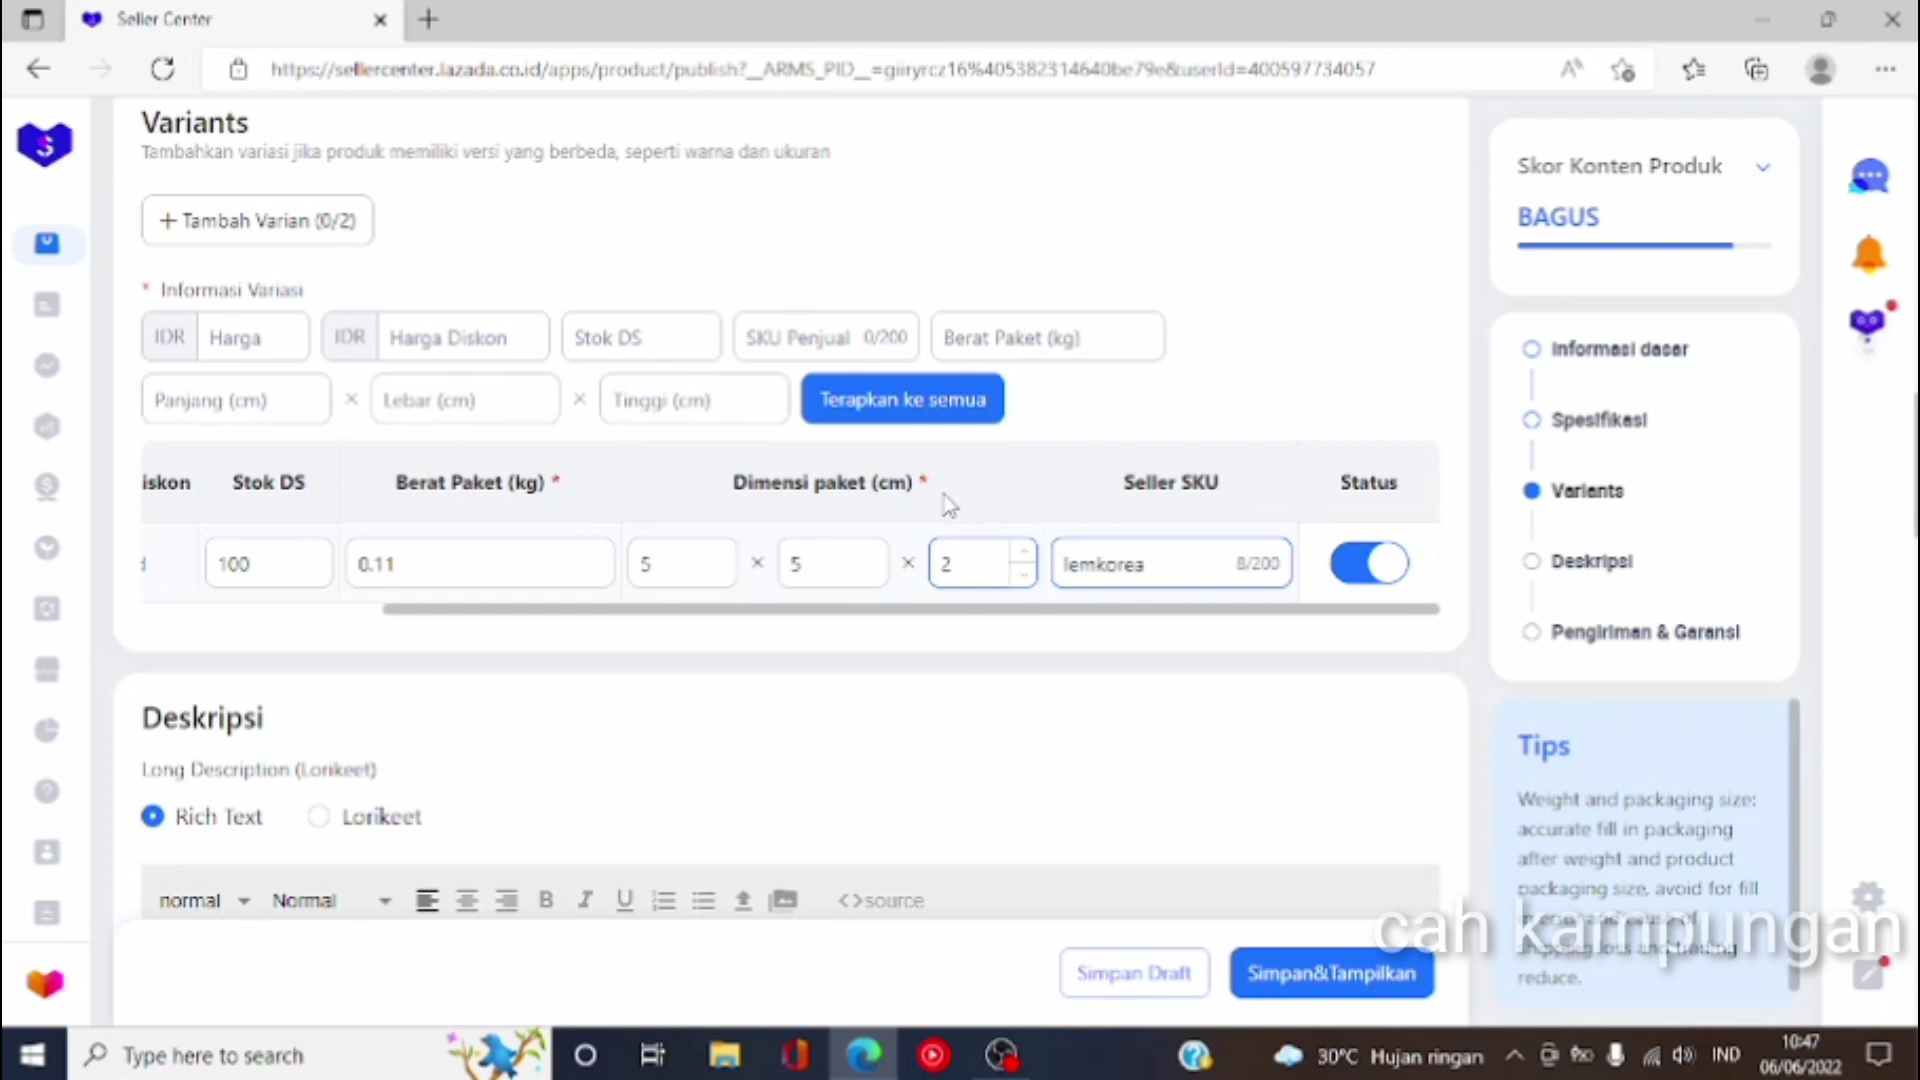 Seller Center
https://sellercenter.lazada.co.id/apps/product/publish?__ARMS_PID__=giiryrcz16%405382314640be79e&userId=400597734057
Variants
Tambahkan variasi jika produk memiliki versi yang berbeda, seperti warna dan ukuran
+ Tambah Varian (0/2)
* Informasi Variasi
IDR Harga IDR Harga Diskon Stok DS SKU Penjual 0/200 Berat Paket (kg)
Panjang (cm) × Lebar (cm) × Tinggi (cm) Terapkan ke semua
iskon Stok DS Berat Paket (kg) * Dimensi paket (cm) * Seller SKU Status
100 0.11 5 × 5 × 2 lemkorea 8/200
Deskripsi
Long Description (Lorikeet)
Rich Text Lorikeet
normal Normal B I U <>source
Simpan Draft Simpan&Tampilkan
Skor Konten Produk
BAGUS
Informasi dasar
Spesifikasi
Variants
Deskripsi
Pengiriman & Garansi
Tips
Weight and packaging size:
accurate fill in packaging
after weight and product
packaging size, avoid for fill
shipping loss and trading
reduce.
cah kampungan
Type here to search
30°C Hujan ringan
IND
10:47
06/06/2022